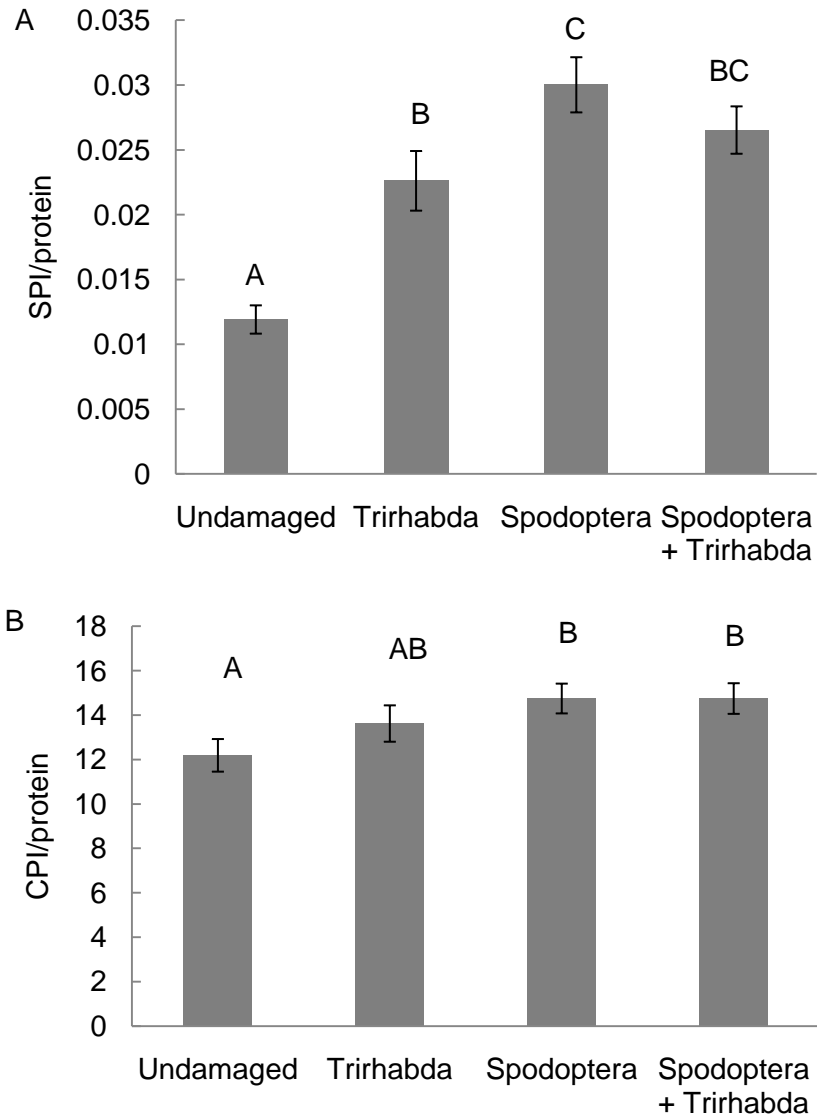 A
0.035
0.03
0.025
0.02
0.015
0.01
0.005
0
SPI/protein
A
B
C
BC
Undamaged Trirhabda Spodoptera Spodoptera
+ Trirhabda
B
18
16
14
12
10
8
6
4
2
0
CPI/protein
A
AB
B
B
Undamaged Trirhabda Spodoptera Spodoptera
+ Trirhabda